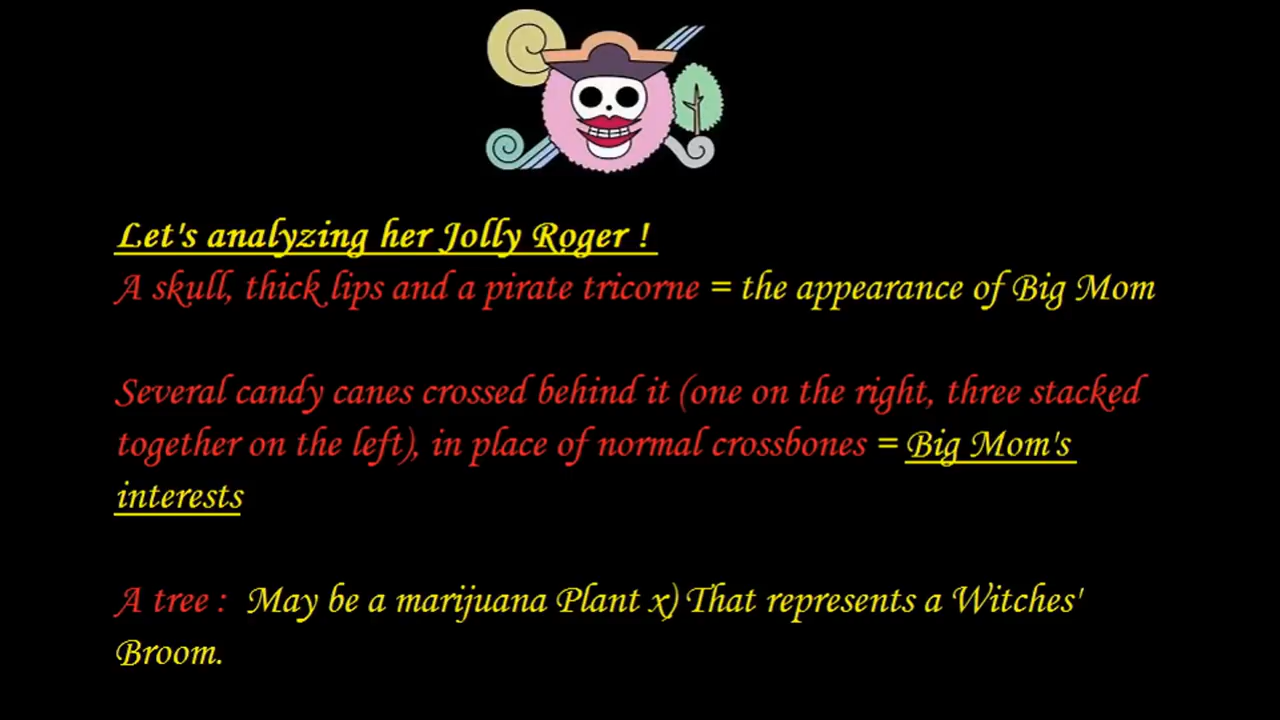 Let's analyzing her Jolly Roger !
A skull, thick lips and a pirate tricorne = the appearance of Big Mom
Several candy canes crossed behind it (one on the right, three stacked
together on the left), in place of normal crossbones = Big Mom's
interests
A tree : May be a marijuana Plant x) That represents a Witches'
Broom.